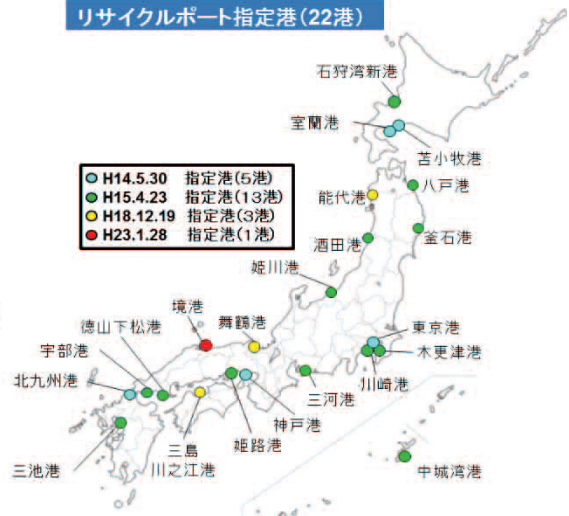 リサイクルポート指定港(22港)
石狩湾新港
室蘭港
苫小牧港
H14.5.30 指定港(5港)
H15.4.23 指定港(13港)
H18.12.19 指定港(3港)
H23.1.28 指定港(1港)
能代港
八戸港
酒田港
釜石港
姫川港
境港
舞鶴港
徳山下松港
宇部港
北九州港
東京港
木更津港
川崎港
三河港
神戸港
姫路港
三島
川之江港
三池港
中城湾港